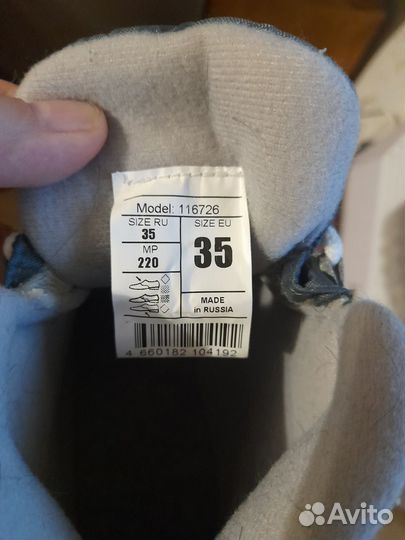 Model: 116726
SIZE RU
35
MP
220
SIZE EU
35
MADE
in RUSSIA
4 660182 104192
Avito